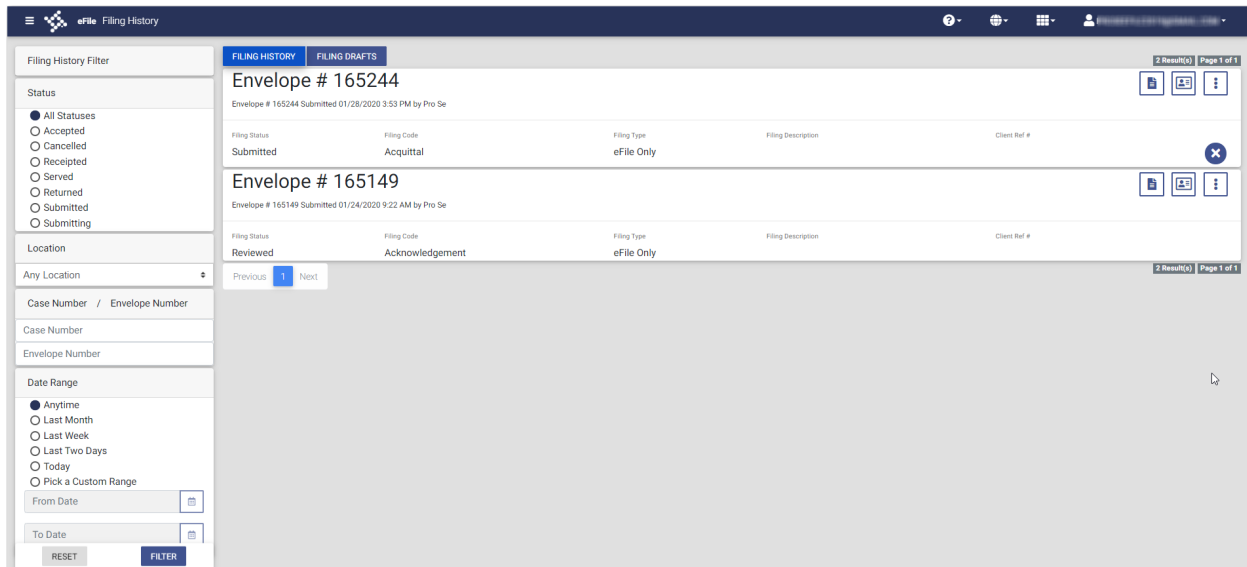 eFile Filing History
Filing History Filter
Status
All Statuses
Accepted
Cancelled
Receipted
Served
Returned
Submitted
Submitting
Location
Any Location
Case Number / Envelope Number
Case Number
Envelope Number
Date Range
Anytime
Last Month
Last Week
Last Two Days
Today
Pick a Custom Range
From Date
To Date
RESET FILTER
FILING HISTORY FILING DRAFTS
2 Result(s) Page 1 of 1
Envelope # 165244
Envelope # 165244 Submitted 01/28/2020 3:53 PM by Pro Se
Filing Status Filing Code Filing Type Filing Description Client Ref #
Submitted Acquittal eFile Only
Envelope # 165149
Envelope # 165149 Submitted 01/24/2020 9:22 AM by Pro Se
Filing Status Filing Code Filing Type Filing Description Client Ref #
Reviewed Acknowledgement eFile Only
Previous 1 Next
2 Result(s) Page 1 of 1